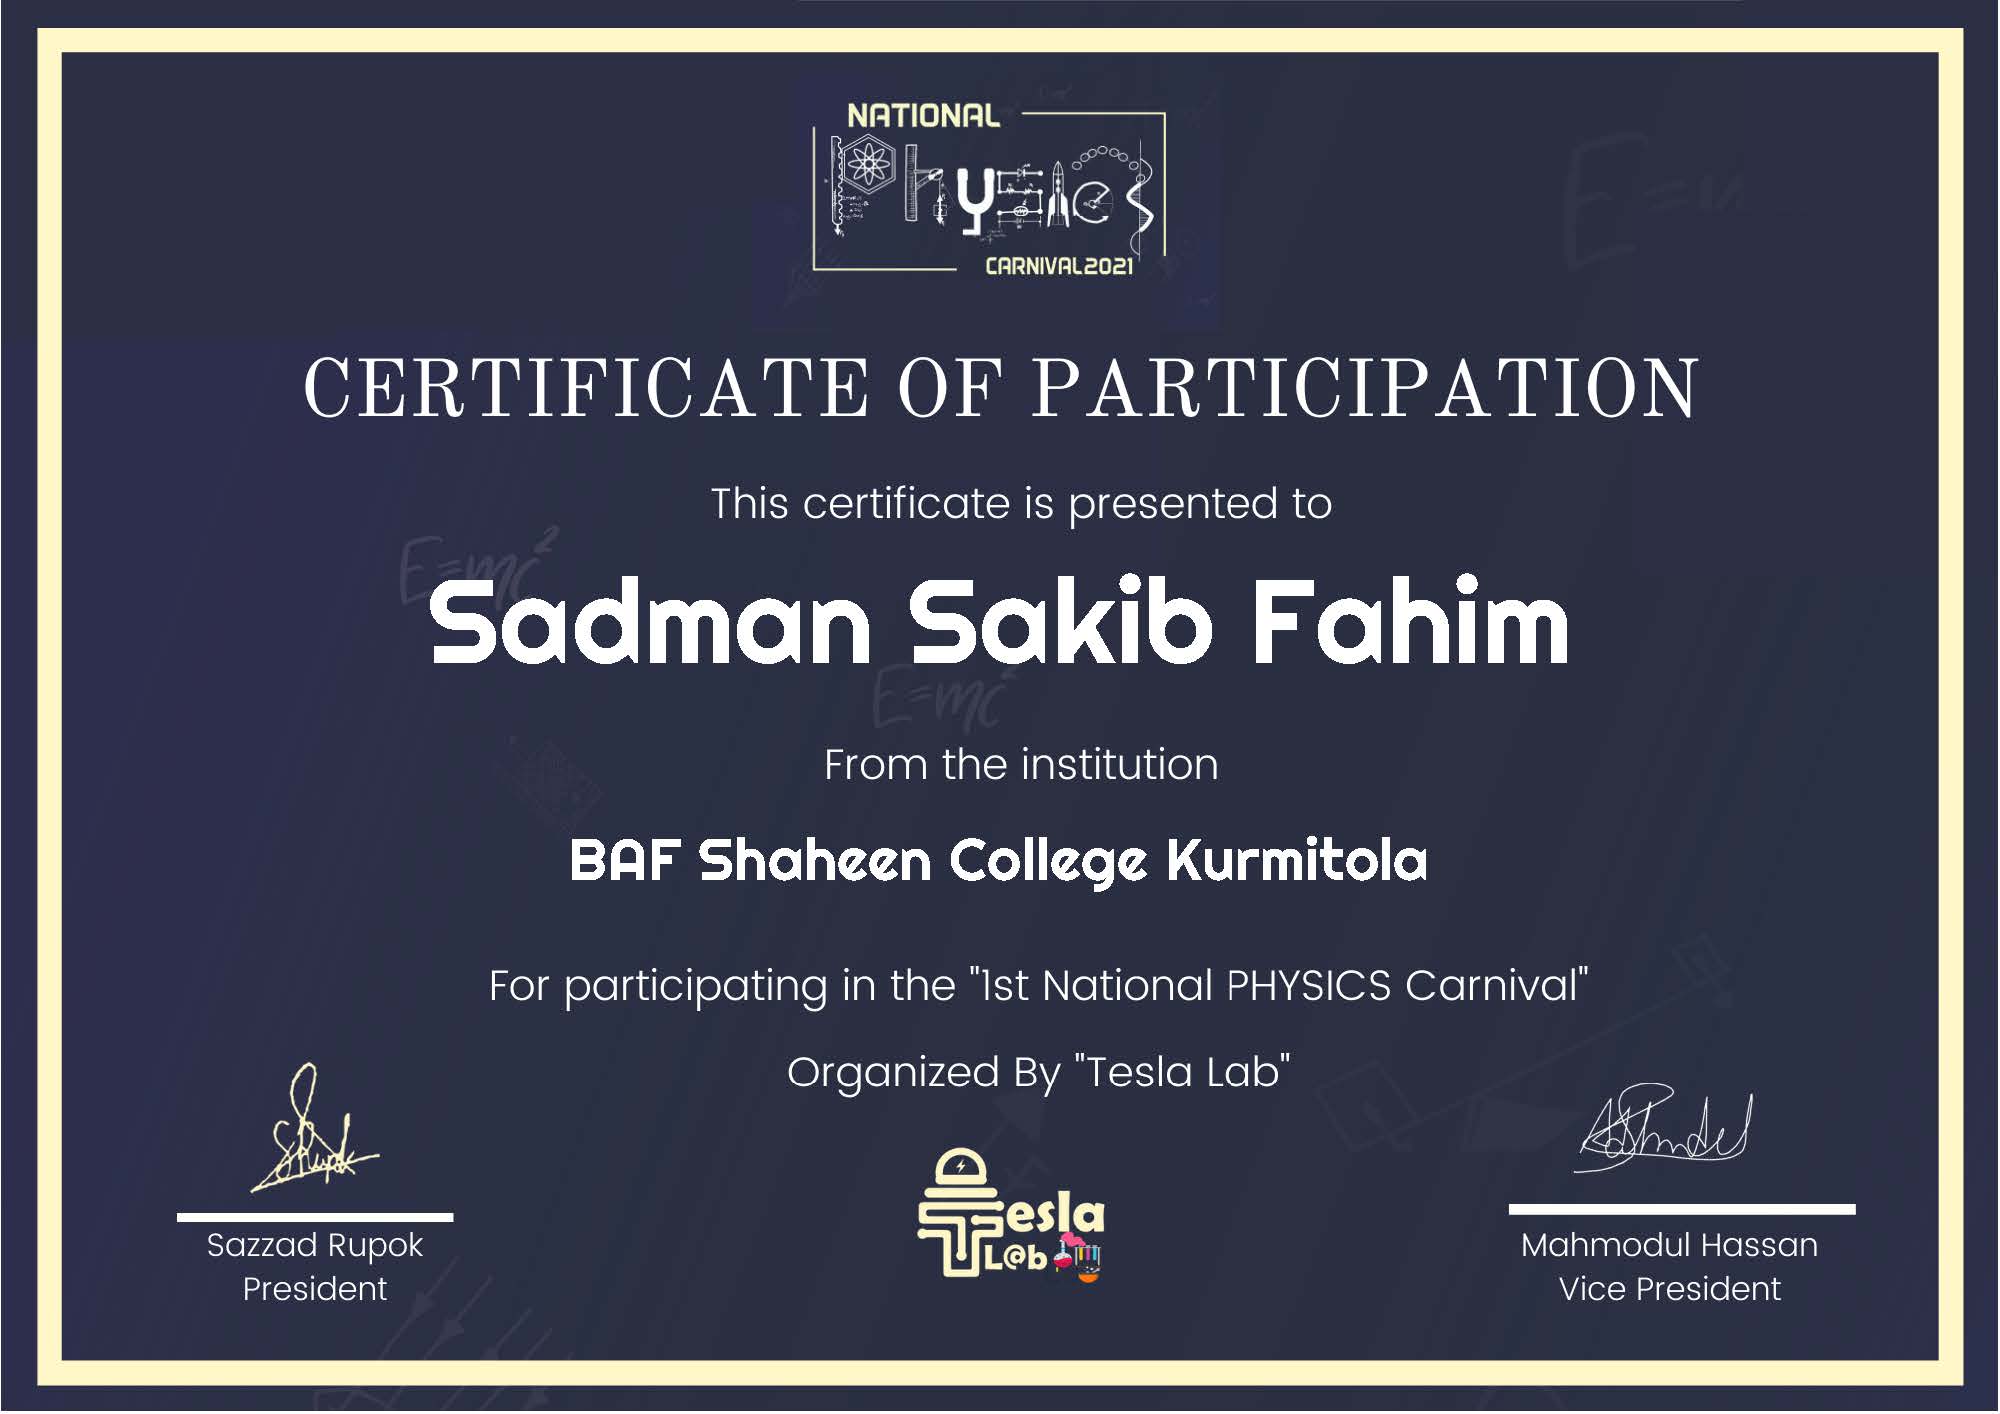 NATIONAL
Physics
CARNIVAL2021
CERTIFICATE OF PARTICIPATION
This certificate is presented to
E=mc²
Sadman Sakib Fahim
E=mc²
From the institution
BAF Shaheen College Kurmitola
For participating in the "1st National PHYSICS Carnival"
Organized By "Tesla Lab"
Tesla
L@b
Sazzad Rupok
President
Mahmodul Hassan
Vice President